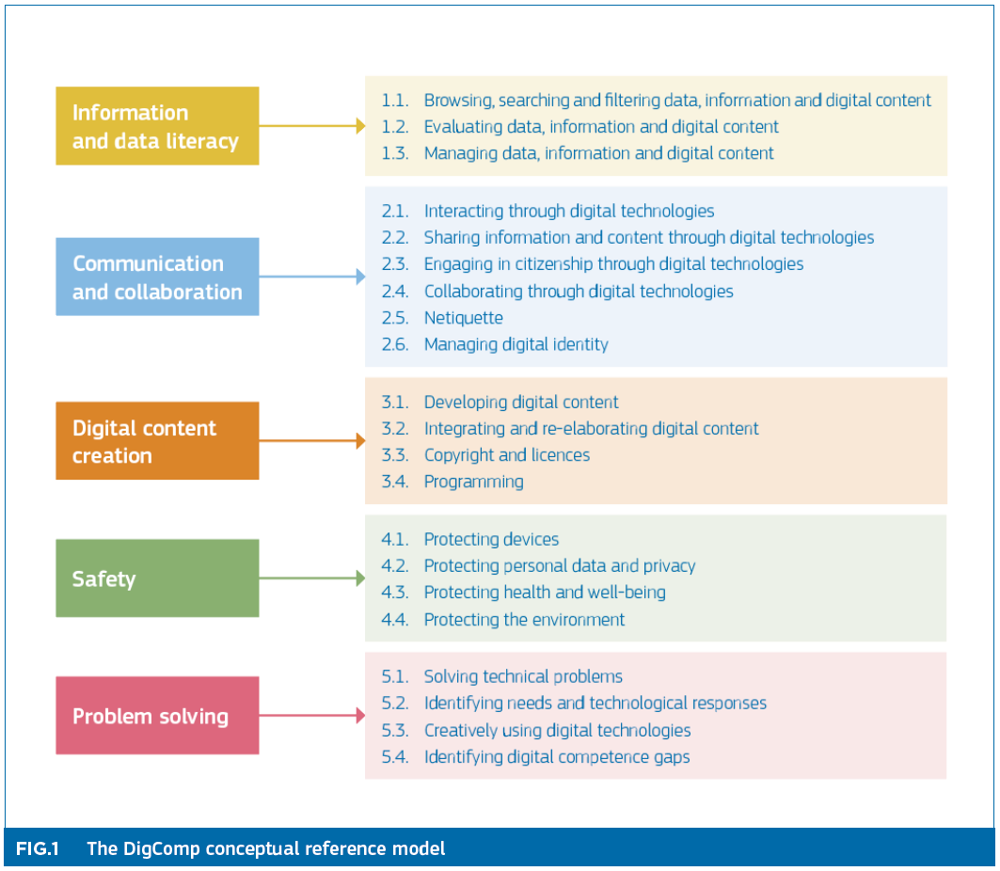 Information
and data literacy
1.1. Browsing, searching and filtering data, information and digital content
1.2. Evaluating data, information and digital content
1.3. Managing data, information and digital content
Communication
and collaboration
2.1. Interacting through digital technologies
2.2. Sharing information and content through digital technologies
2.3. Engaging in citizenship through digital technologies
2.4. Collaborating through digital technologies
2.5. Netiquette
2.6. Managing digital identity
Digital content
creation
3.1. Developing digital content
3.2. Integrating and re-elaborating digital content
3.3. Copyright and licences
3.4. Programming
Safety
4.1. Protecting devices
4.2. Protecting personal data and privacy
4.3. Protecting health and well-being
4.4. Protecting the environment
Problem solving
5.1. Solving technical problems
5.2. Identifying needs and technological responses
5.3. Creatively using digital technologies
5.4. Identifying digital competence gaps
FIG.1 The DigComp conceptual reference model